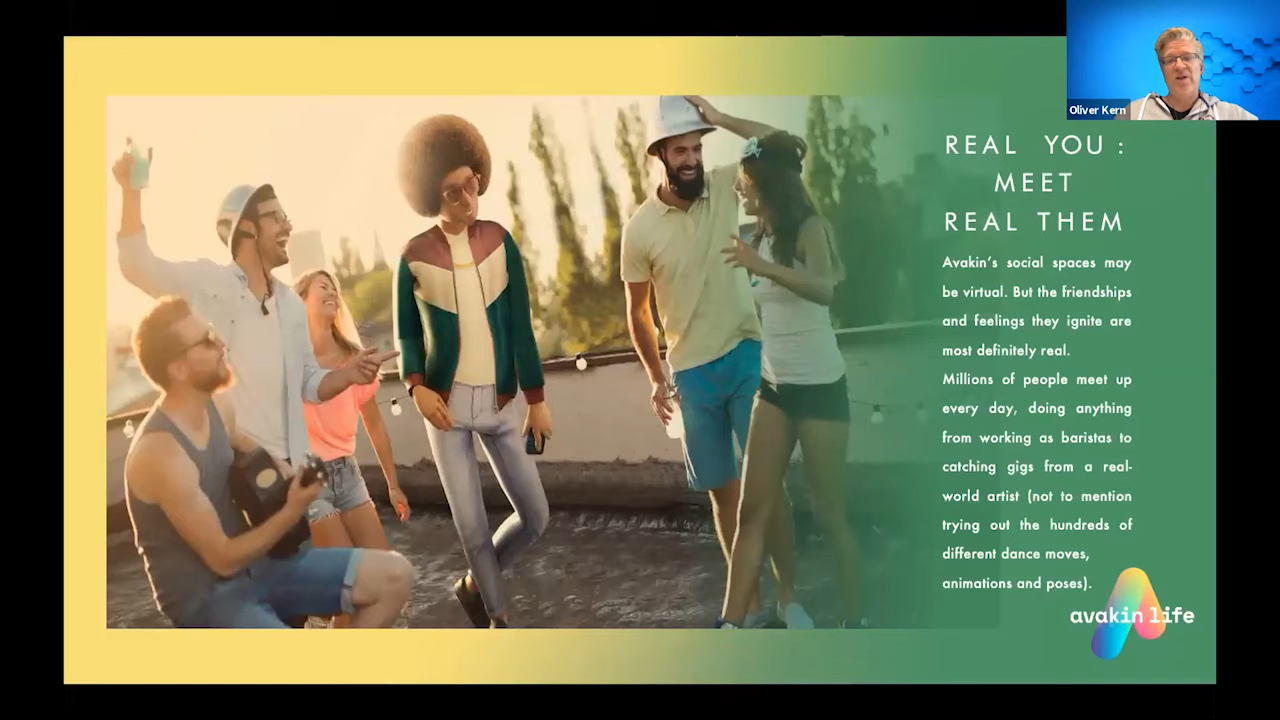 Oliver Kern
REAL YOU :
MEET
REAL THEM
Avakin's social spaces may
be virtual. But the friendships
and feelings they ignite are
most definitely real.
Millions of people meet up
every day, doing anything
from working as baristas to
catching gigs from a real-
world artist (not to mention
trying out the hundreds of
different dance moves,
animations and poses).
avakin life